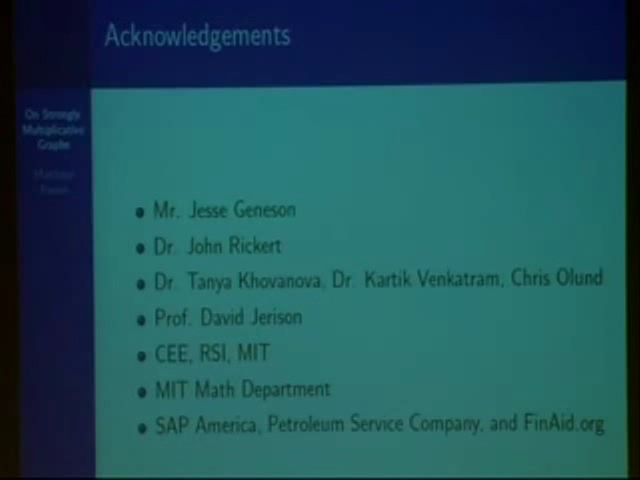 Acknowledgements
On Strongly
Multiplicative
Graphs
• Mr. Jesse Geneson
• Dr. John Rickert
• Dr. Tanya Khovanova, Dr. Kartik Venkatram, Chris Olund
• Prof. David Jerison
• CEE, RSI, MIT
• MIT Math Department
• SAP America, Petroleum Service Company, and FinAid.org